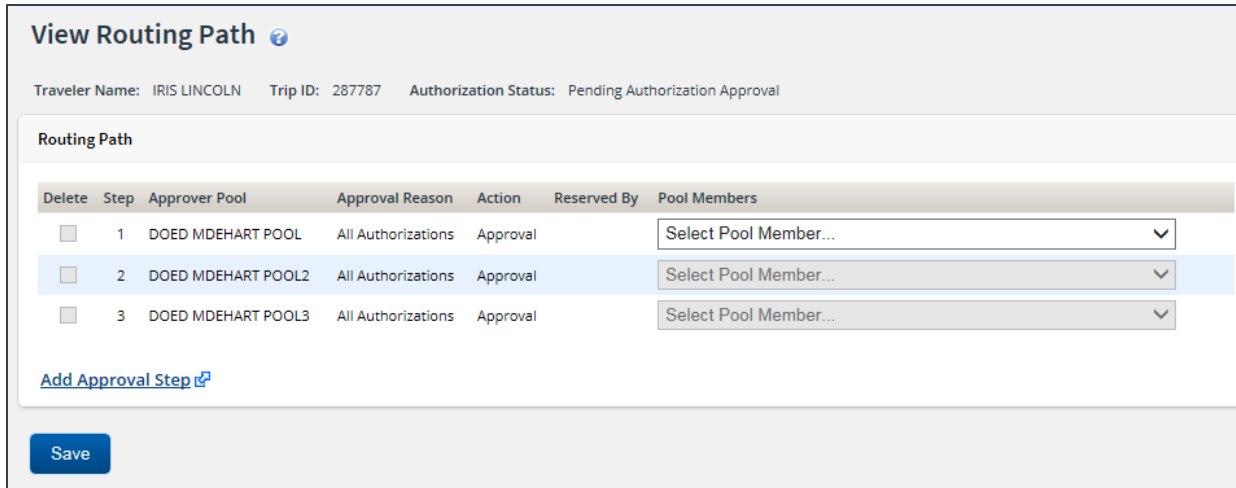 View Routing Path
Traveler Name: IRIS LINCOLN Trip ID: 287787 Authorization Status: Pending Authorization Approval
Routing Path
Delete Step Approver Pool Approval Reason Action Reserved By Pool Members
1 DOED MDEHART POOL All Authorizations Approval Select Pool Member...
2 DOED MDEHART POOL2 All Authorizations Approval Select Pool Member...
3 DOED MDEHART POOL3 All Authorizations Approval Select Pool Member...
Add Approval Step
Save